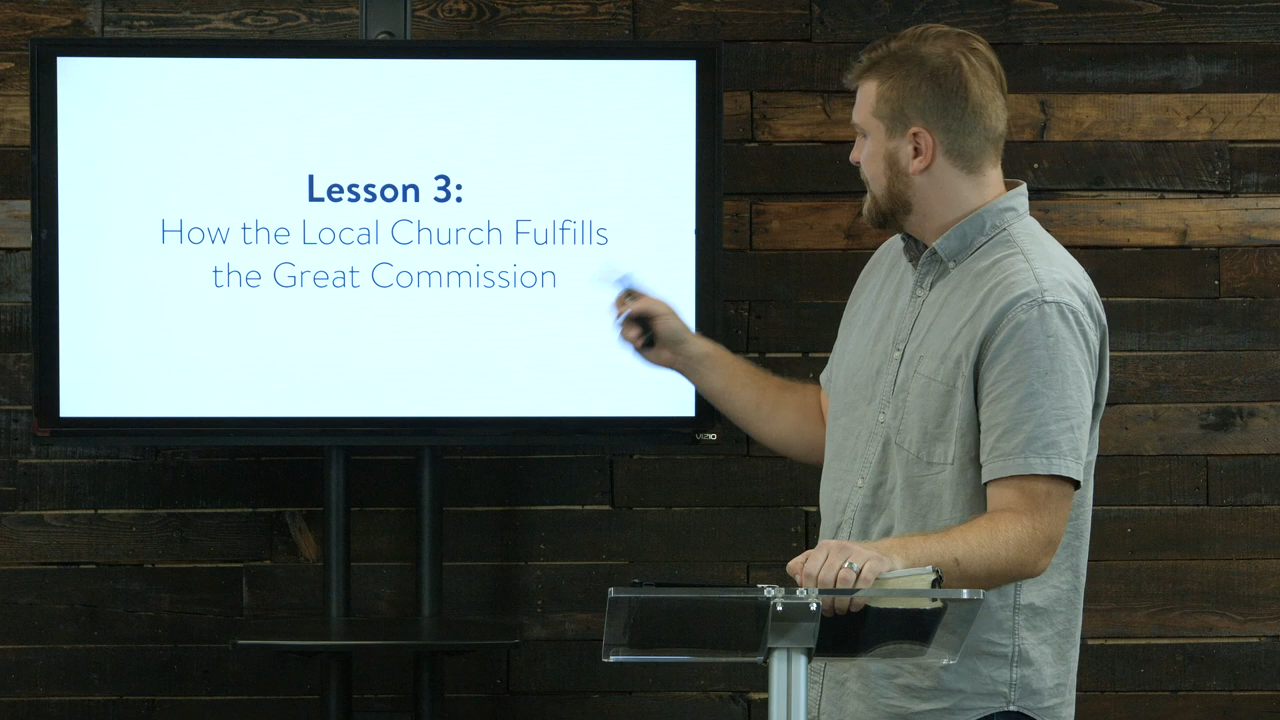 Lesson 3:
How the Local Church Fulfills
the Great Commission
VIZIO